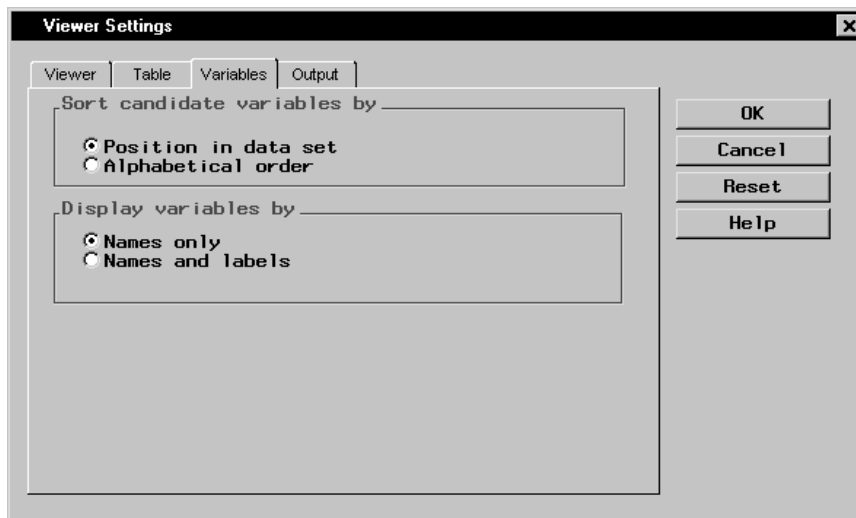 Viewer Settings
Viewer Table Variables Output
Sort candidate variables by
Position in data set
Alphabetical order
Display variables by
Names only
Names and labels
OK
Cancel
Reset
Help